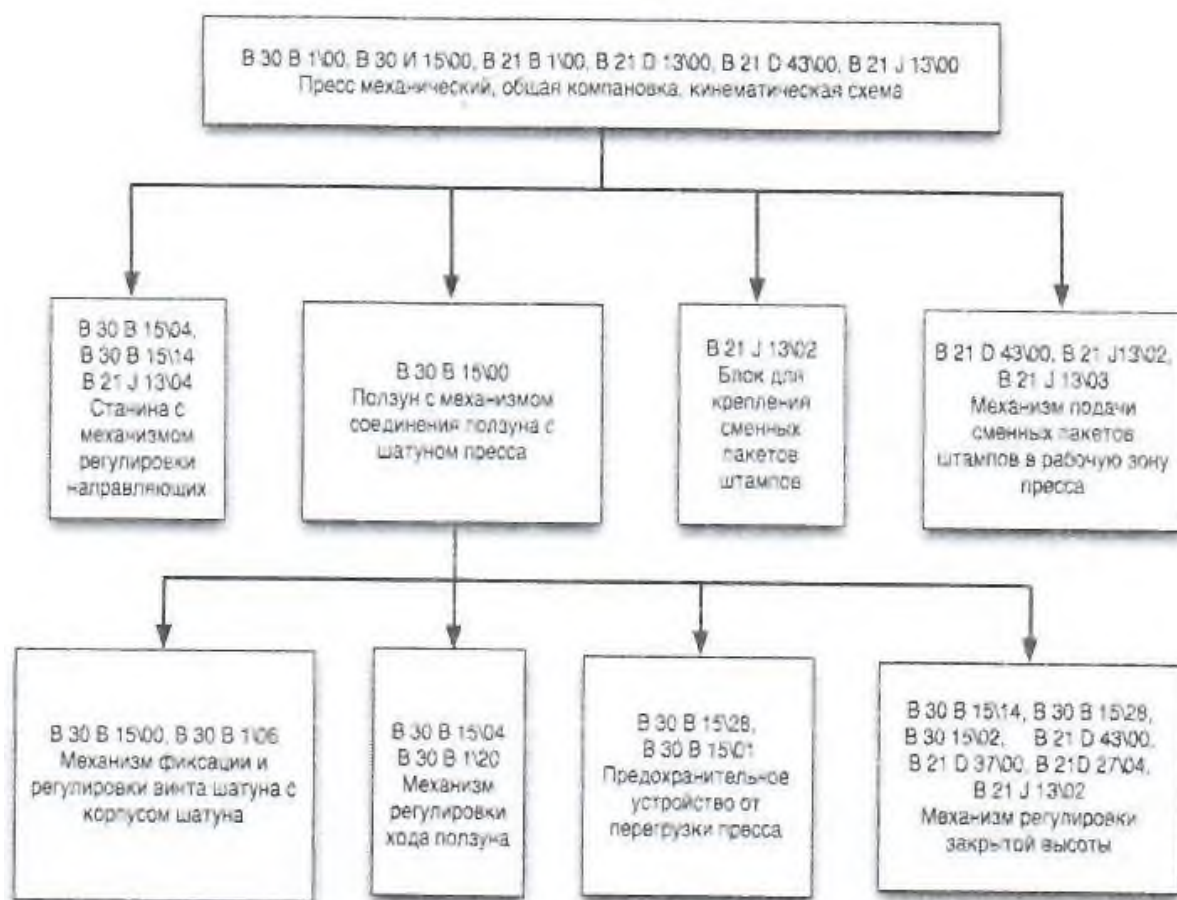 В 30 В 1\00, В 30 И 15\00, В 21 В 1\00, В 21 D 13\00, В 21 D 43\00, В 21 J 13\00
Пресс механический, общая компановка, кинематическая схема
В 30 В 15\04,
В 30 В 15\14
В 21 J 13\04
Станина с
механизмом
регулировки
направляющих
В 30 В 15\00
Ползун с механизмом
соединения ползуна с
шатуном пресса
В 21 J 13\02
Блок для
крепления
сменных
пакетов
штампов
В 21 D 43\00, В 21 J13\02,
В 21 J 13\03
Механизм подачи
сменных пакетов
штампов в рабочую зону
пресса
В 30 В 15\00, В 30 В 1\06
Механизм фиксации и
регулировки винта шатуна с
корпусом шатуна
В 30 В 15\04
В 30 В 1\20
Механизм
регулировки
хода ползуна
В 30 В 15\28,
В 30 В 15\01
Предохранительное
устройство от
перегрузки пресса
В 30 В 15\14, В 30 В 15\28,
В 30 15\02, В 21 D 43\00,
В 21 D 37\00, В 21D 27\04,
В 21 J 13\02
Механизм регулировки
закрытой высоты